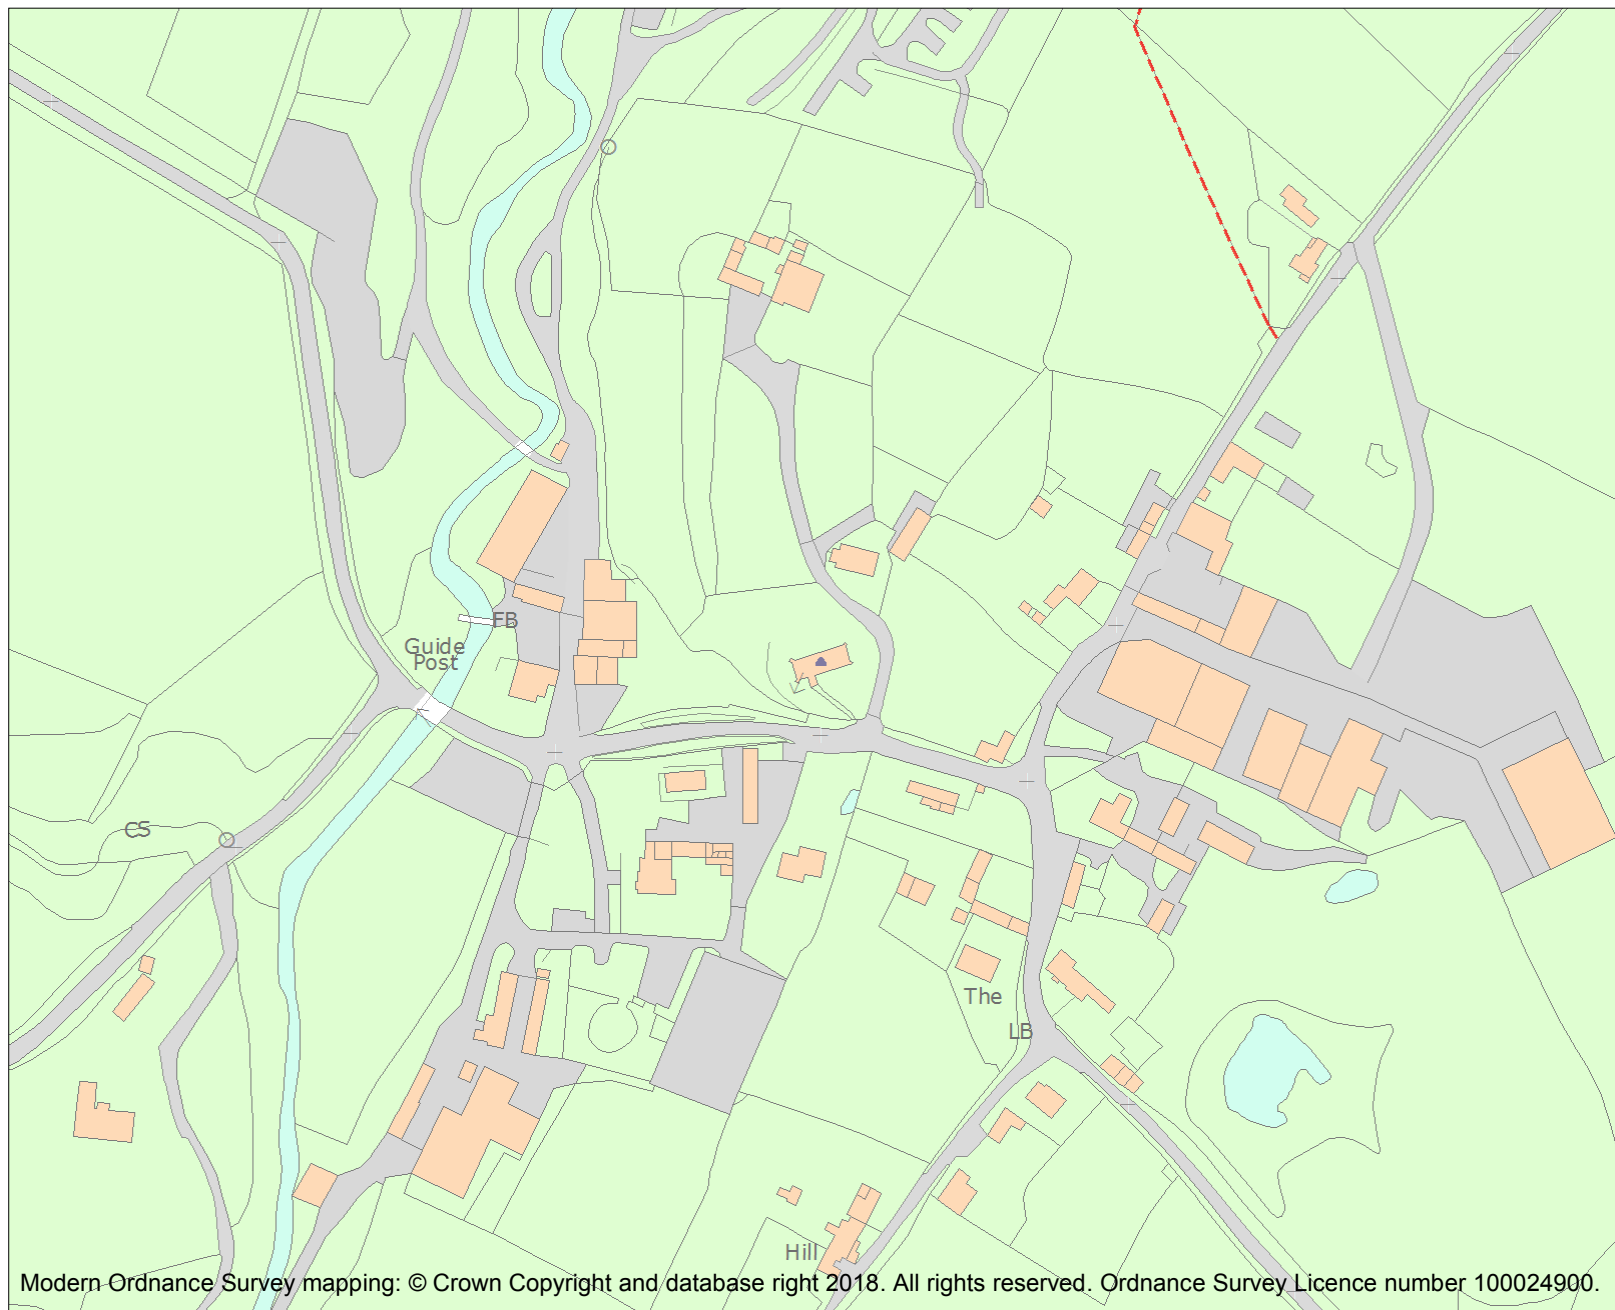 FB
Guide
Post
CS
The
LB
Hill
Modern Ordnance Survey mapping: © Crown Copyright and database right 2018. All rights reserved. Ordnance Survey Licence number 100024900.